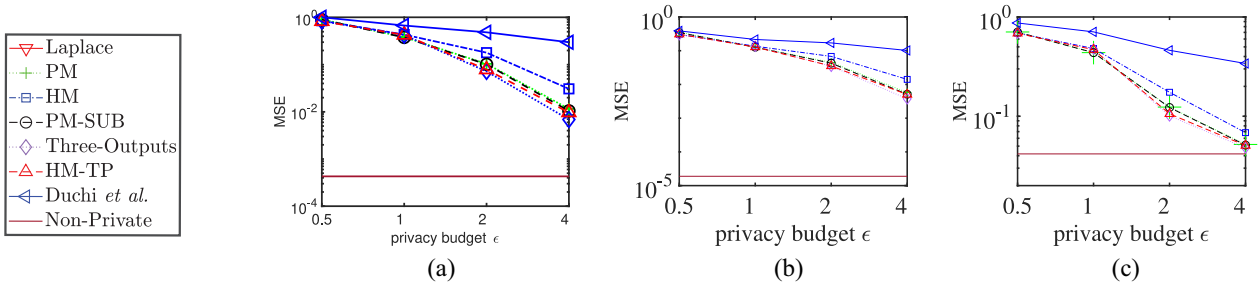 Laplace
PM
HM
PM-SUB
Three-Outputs
HM-TP
Duchi et al.
Non-Private
10^0
10^-2
10^-4
MSE
0.5 1 2 4
privacy budget ϵ
(a)
10^0
10^-5
MSE
0.5 1 2 4
privacy budget ϵ
(b)
10^0
10^-1
MSE
0.5 1 2 4
privacy budget ϵ
(c)